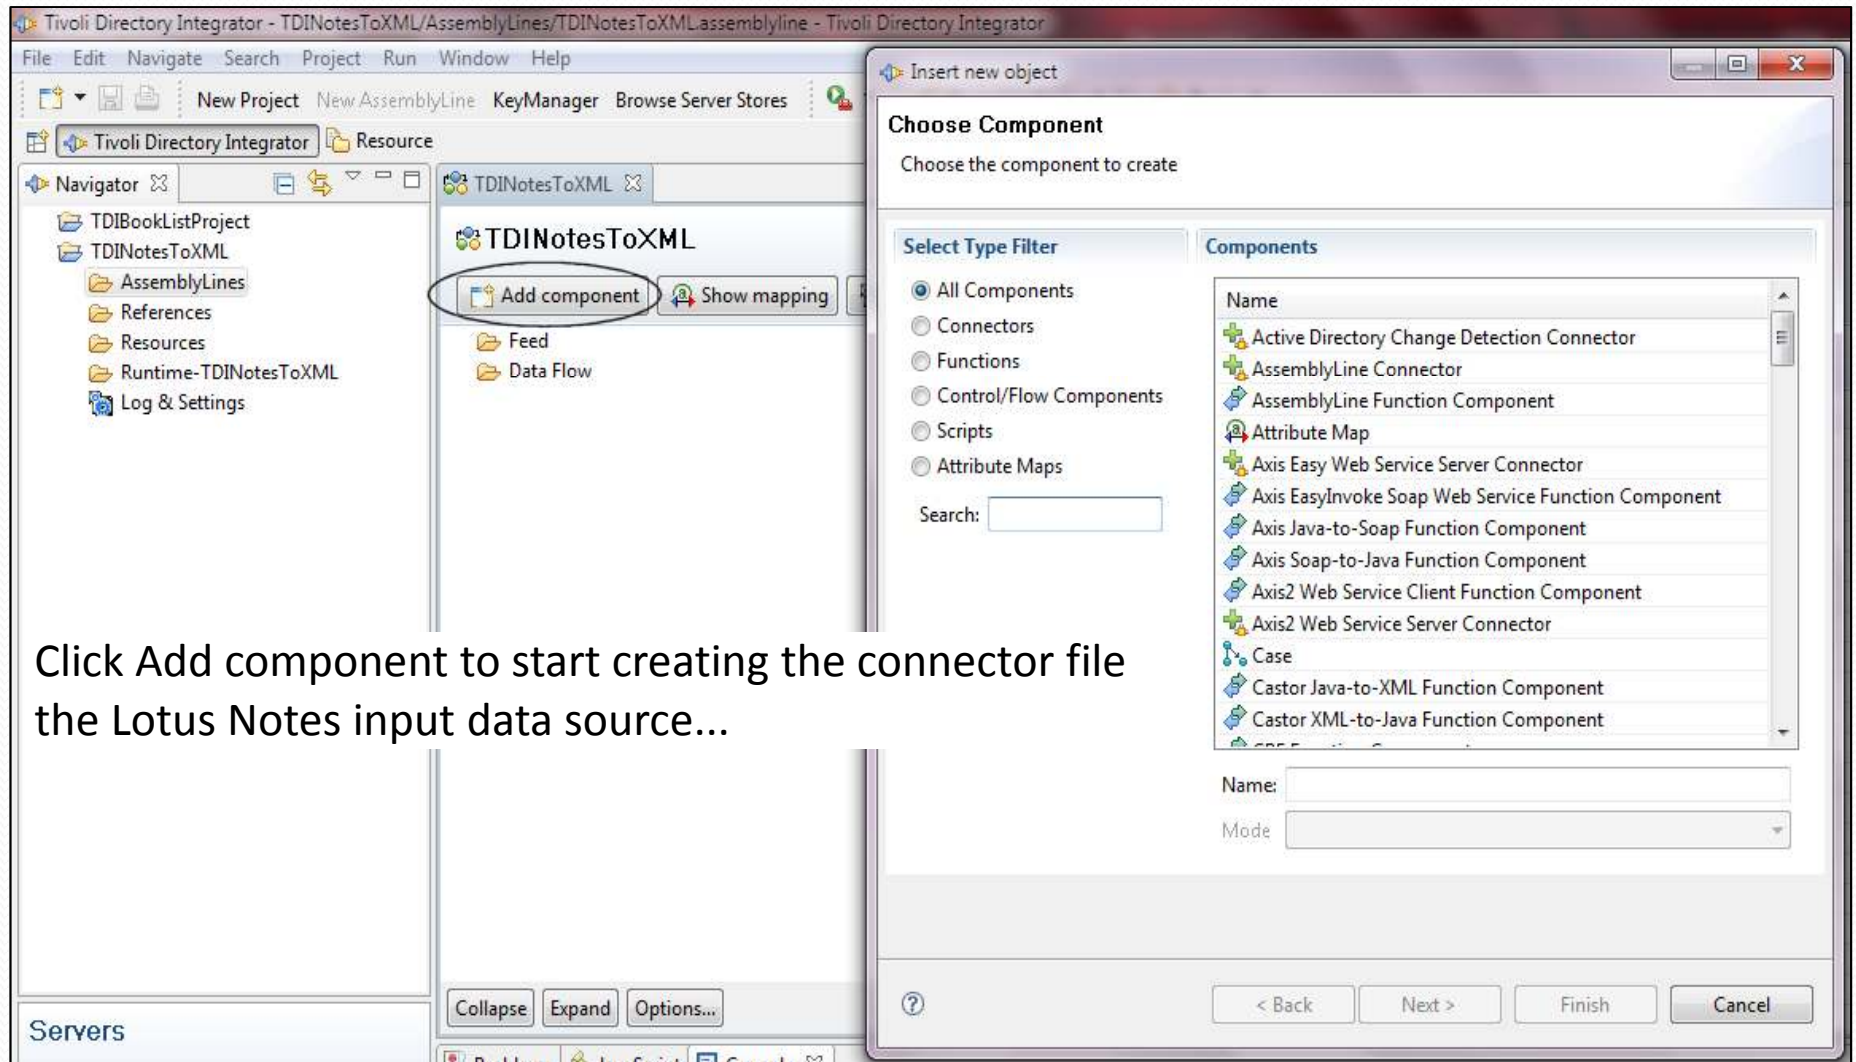 Tivoli Directory Integrator - TDINotesToXML/AssemblyLines/TDINotesToXML.assemblyline - Tivoli Directory Integrator
File Edit Navigate Search Project Run Window Help
New Project New AssemblyLine KeyManager Browse Server Stores
Tivoli Directory Integrator Resource
Navigator
TDIBookListProject
TDINotesToXML
AssemblyLines
References
Resources
Runtime-TDINotesToXML
Log & Settings
Servers
TDINotesToXML
TDINotesToXML
Add component Show mapping
Feed
Data Flow
Collapse Expand Options...
Click Add component to start creating the connector file
the Lotus Notes input data source...
Insert new object
Choose Component
Choose the component to create
Select Type Filter
All Components
Connectors
Functions
Control/Flow Components
Scripts
Attribute Maps
Search:
Components
Name
Active Directory Change Detection Connector
AssemblyLine Connector
AssemblyLine Function Component
Attribute Map
Axis Easy Web Service Server Connector
Axis EasyInvoke Soap Web Service Function Component
Axis Java-to-Soap Function Component
Axis Soap-to-Java Function Component
Axis2 Web Service Client Function Component
Axis2 Web Service Server Connector
Case
Castor Java-to-XML Function Component
Castor XML-to-Java Function Component
Name:
Mode
< Back Next > Finish Cancel